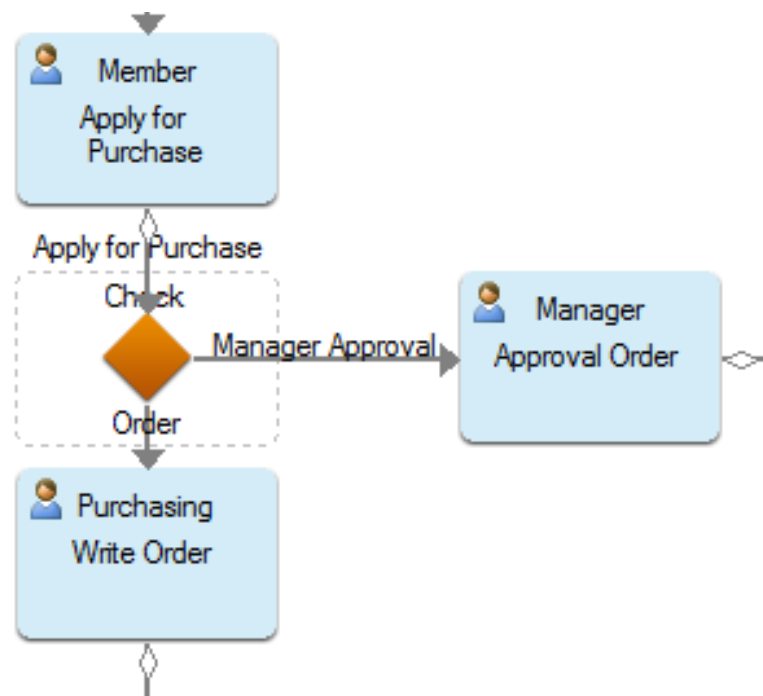 Member
Apply for
Purchase
Apply for Purchase
Check
Manager Approval
Manager
Approval Order
Order
Purchasing
Write Order